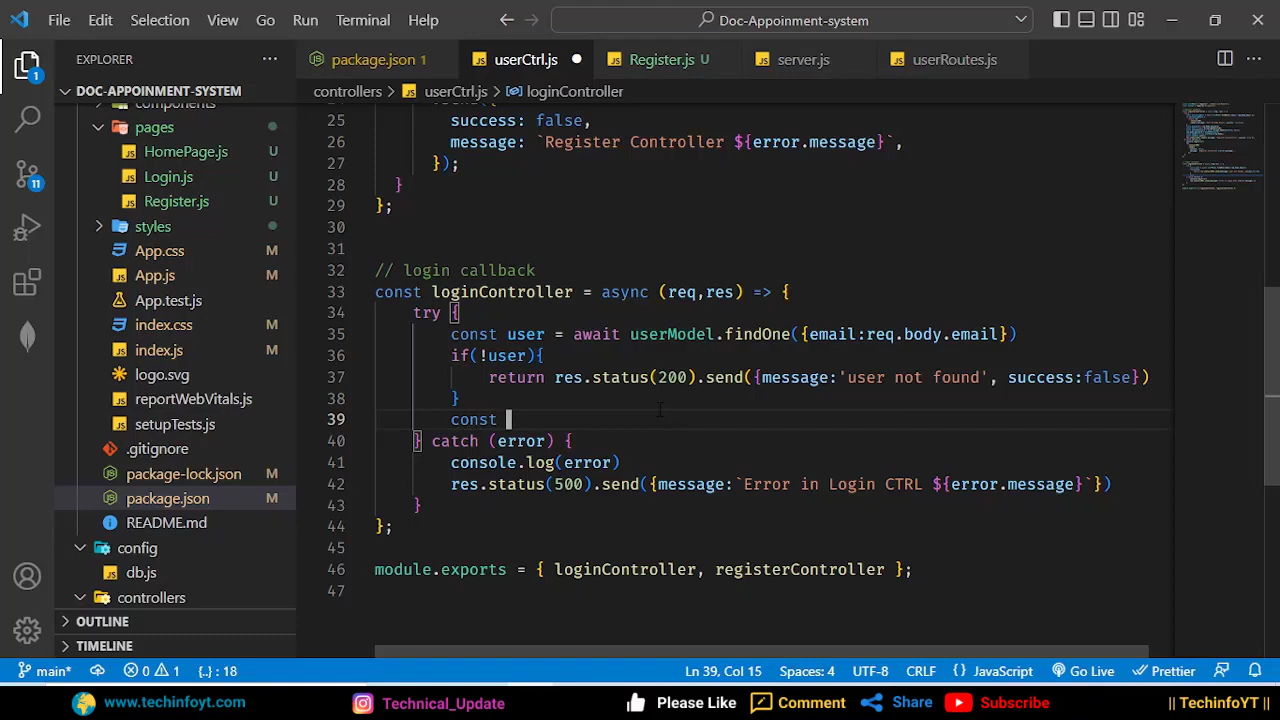 File Edit Selection View Go Run Terminal Help
Doc-Appointment-system
EXPLORER
package.json 1
userCtrl.js
Register.js U
server.js
userRoutes.js
DOC-APPOINMENT-SYSTEM
controllers > userCtrl.js > loginController
components
pages
HomePage.js U
Login.js U
Register.js U
styles
App.css M
App.js M
App.test.js
index.css M
index.js M
logo.svg
reportWebVitals.js
setupTests.js
.gitignore
package-lock.json M
package.json M
README.md
config
db.js
controllers
OUTLINE
TIMELINE
1
11
25 success: false,
26 message: `Register Controller ${error.message}`,
27 });
28 }
29 };
30
31
32 // login callback
33 const loginController = async (req,res) => {
34 try {
35 const user = await userModel.findOne({email:req.body.email})
36 if(!user){
37 return res.status(200).send({message:'user not found', success:false})
38 }
39 const
40 } catch (error) {
41 console.log(error)
42 res.status(500).send({message:`Error in Login CTRL ${error.message}`})
43 }
44 };
45
46 module.exports = { loginController, registerController };
47
main* 0 1 {..} : 18 Ln 39, Col 15 Spaces: 4 UTF-8 CRLF {} JavaScript Go Live Prettier
www.techinfoyt.com Technical_Update Please Like Comment Share Subscribe || TechinfoYT ||